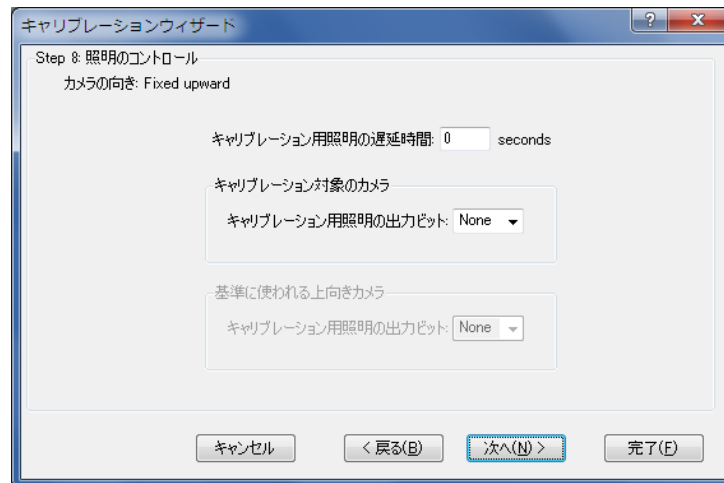 キャリブレーションウィザード
Step 8: 照明のコントロール
カメラの向き: Fixed upward
キャリブレーション用照明の遅延時間: 0 seconds
キャリブレーション対象のカメラ
キャリブレーション用照明の出力ビット: None
基準に使われる上向きカメラ
キャリブレーション用照明の出力ビット: None
キャンセル < 戻る(B) 次へ(N) > 完了(F)